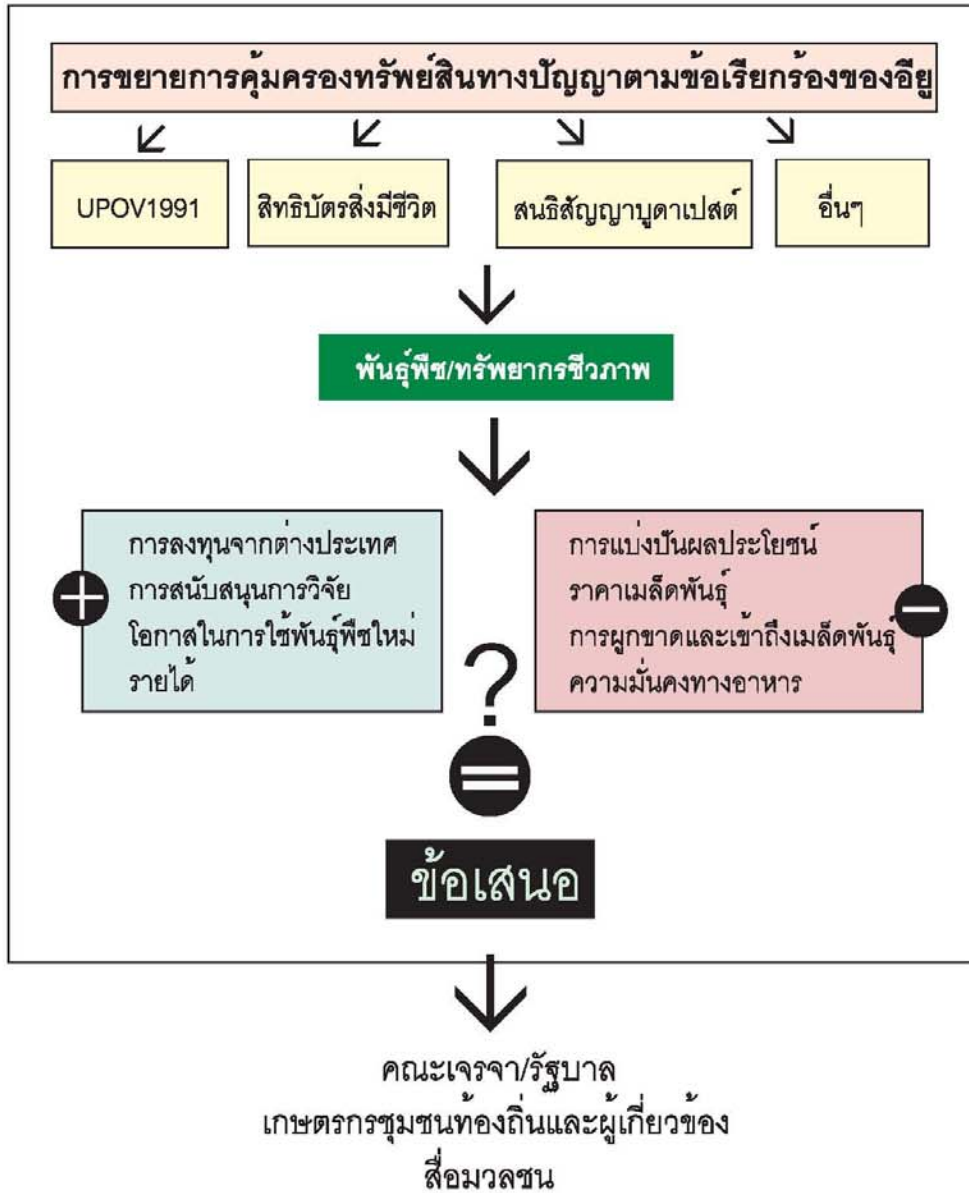 การขยายการคุ้มครองทรัพย์สินทางปัญญาตามข้อเรียกร้องของอียู
UPOV1991
สิทธิบัตรสิ่งมีชีวิต
สนธิสัญญาบูดาเปสต์
อื่นๆ
พันธุ์พืช/ทรัพยากรชีวภาพ
การลงทุนจากต่างประเทศ
การสนับสนุนการวิจัย
โอกาสในการใช้พันธุ์พืชใหม่
รายได้
+
การแบ่งปันผลประโยชน์
ราคาเมล็ดพันธุ์
การผูกขาดและเข้าถึงเมล็ดพันธุ์
ความมั่นคงทางอาหาร
−
?
=
ข้อเสนอ
คณะเจรจา/รัฐบาล
เกษตรกรชุมชนท้องถิ่นและผู้เกี่ยวข้อง
สื่อมวลชน